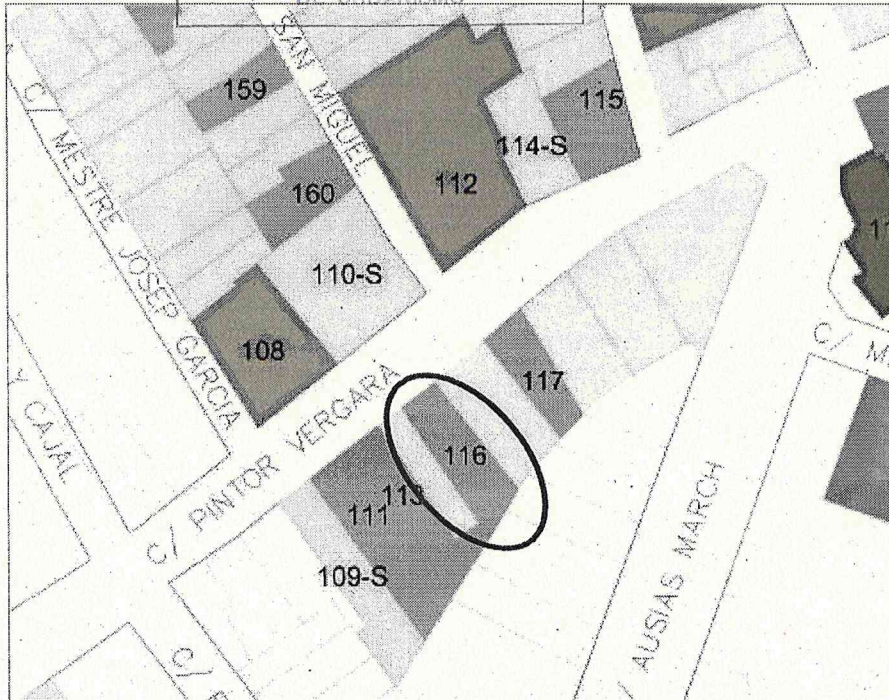 SAN MIGUEL
159
C/ MESTRE JOSEP GARCIA
115
114-S
160
112
110-S
108
C/ M
117
Y CAJAL
C/ PINTOR VERGARA
116
113
111
109-S
/ AUSIAS MARCH
C/